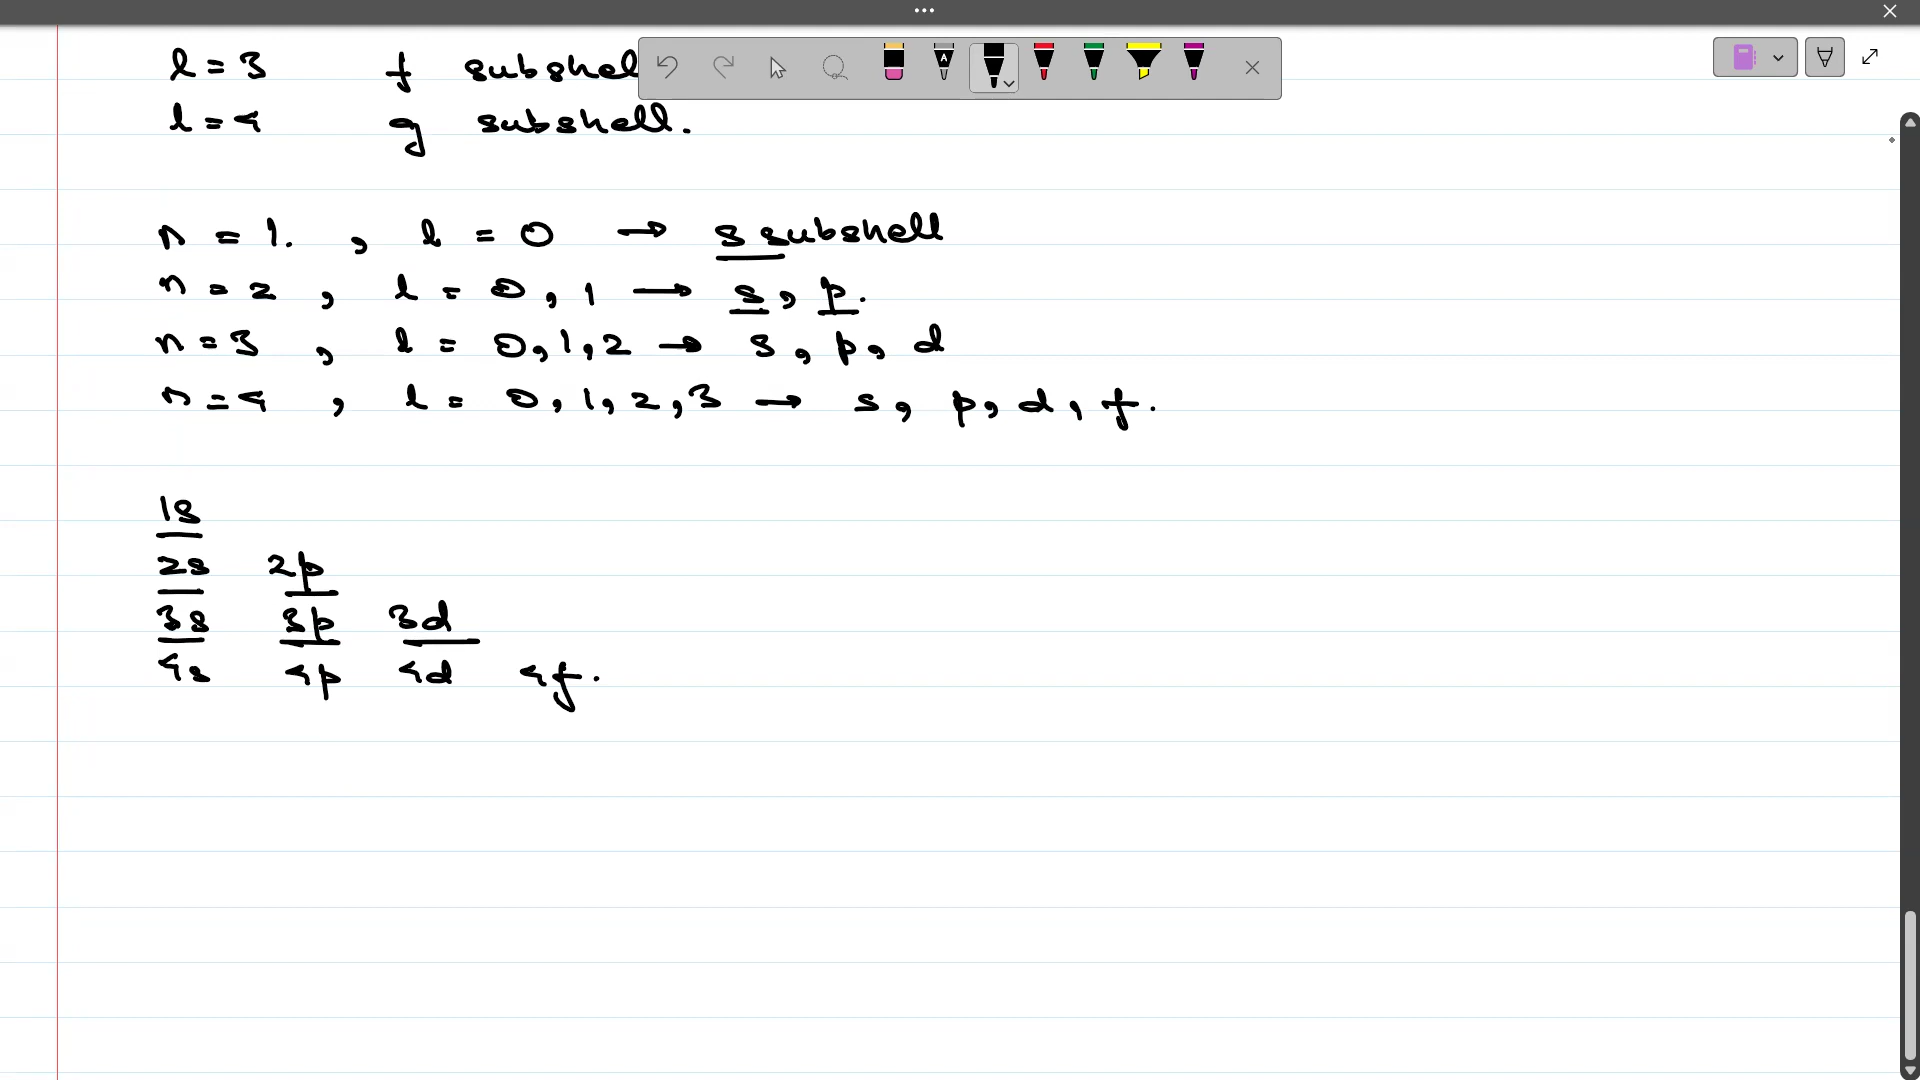 l = 3 f subshel
l = 4 g subshell.
n = 1. , l = 0 → s subshell
n = 2 , l = 0, 1 → s, p.
n = 3 , l = 0, 1, 2 → s, p, d
n = 4 , l = 0, 1, 2, 3 → s, p, d, f.
1s
2s 2p
3s 3p 3d
4s 4p 4d 4f.